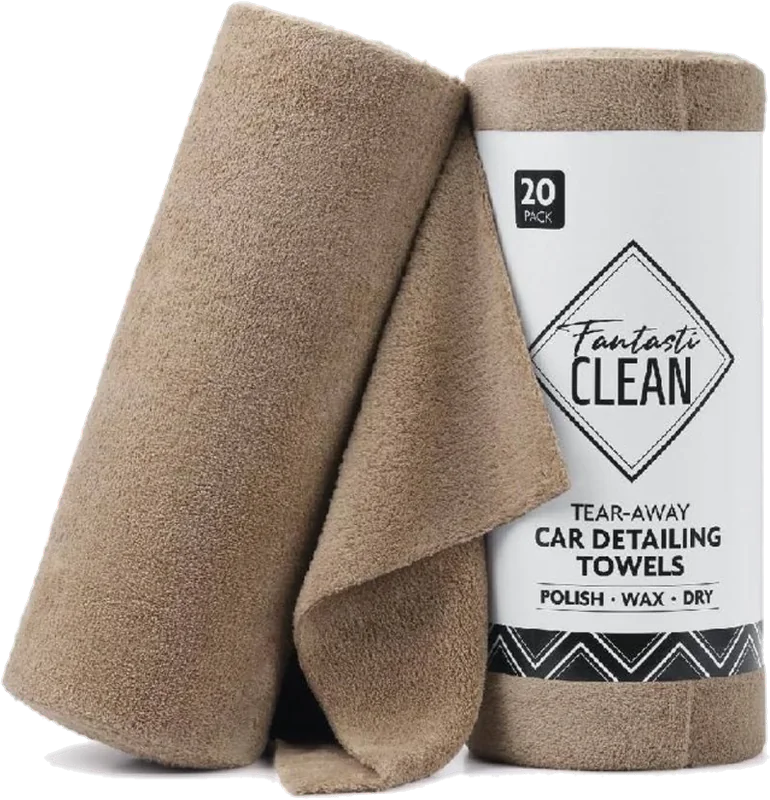 20
PACK
Fantasti
CLEAN
TEAR-AWAY
CAR DETAILING
TOWELS
POLISH · WAX · DRY